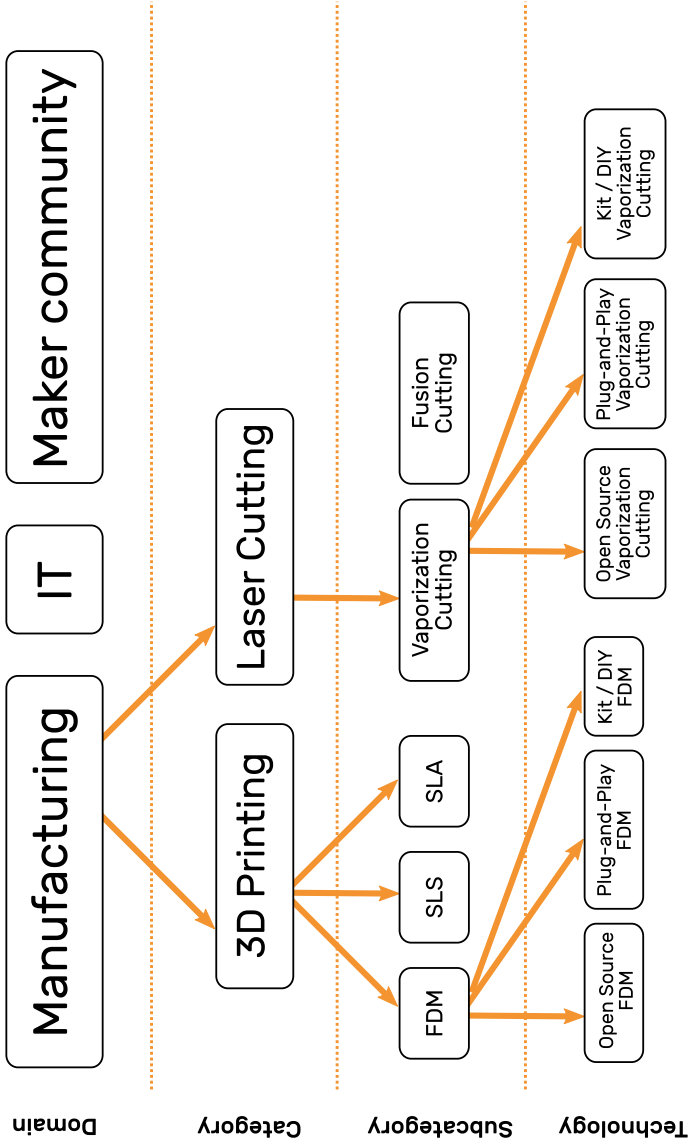 Domain
Manufacturing
IT
Maker community
Category
3D Printing
Laser Cutting
Subcategory
FDM
SLS
SLA
Vaporization
Cutting
Fusion
Cutting
Technology
Open Source
FDM
Plug-and-Play
FDM
Kit / DIY
FDM
Open Source
Vaporization
Cutting
Plug-and-Play
Vaporization
Cutting
Kit / DIY
Vaporization
Cutting